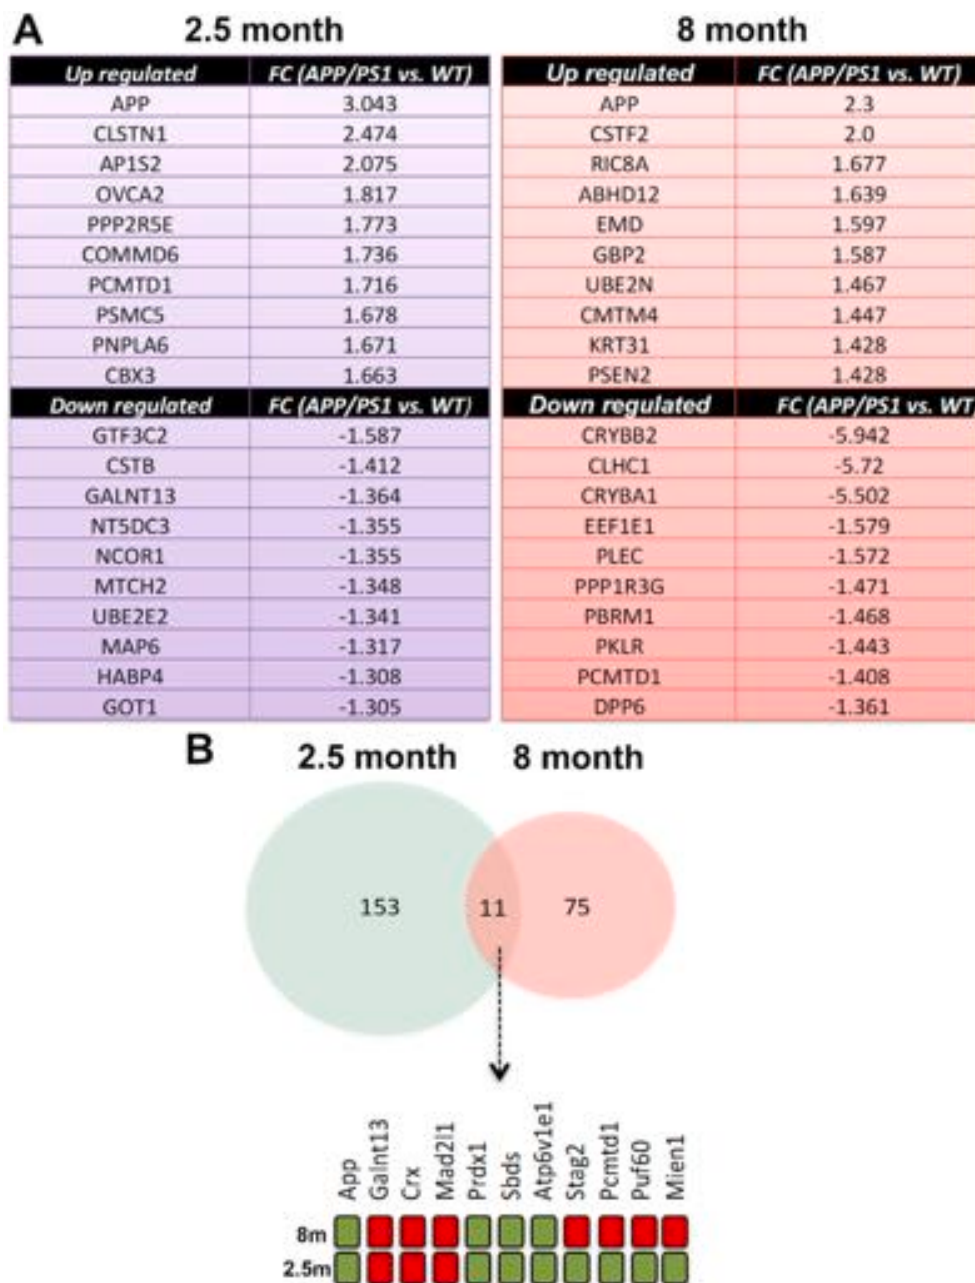 A 2.5 month 8 month
Up regulated FC (APP/PS1 vs. WT) Up regulated FC (APP/PS1 vs. WT)
APP 3.043 APP 2.3
CLSTN1 2.474 CSTF2 2.0
AP1S2 2.075 RIC8A 1.677
OVCA2 1.817 ABHD12 1.639
PPP2R5E 1.773 EMD 1.597
COMMD6 1.736 GBP2 1.587
PCMTD1 1.716 UBE2N 1.467
PSMC5 1.678 CMTM4 1.447
PNPLA6 1.671 KRT31 1.428
CBX3 1.663 PSEN2 1.428
Down regulated FC (APP/PS1 vs. WT) Down regulated FC (APP/PS1 vs. WT
GTF3C2 -1.587 CRYBB2 -5.942
CSTB -1.412 CLHC1 -5.72
GALNT13 -1.364 CRYBA1 -5.502
NT5DC3 -1.355 EEF1E1 -1.579
NCOR1 -1.355 PLEC -1.572
MTCH2 -1.348 PPP1R3G -1.471
UBE2E2 -1.341 PBRM1 -1.468
MAP6 -1.317 PKLR -1.443
HABP4 -1.308 PCMTD1 -1.408
GOT1 -1.305 DPP6 -1.361
B 2.5 month 8 month
153 11 75
App Galnt13 Crx Mad2l1 Prdx1 Sbds Atp6v1e1 Stag2 Pcmtd1 Puf60 Mien1
8m
2.5m